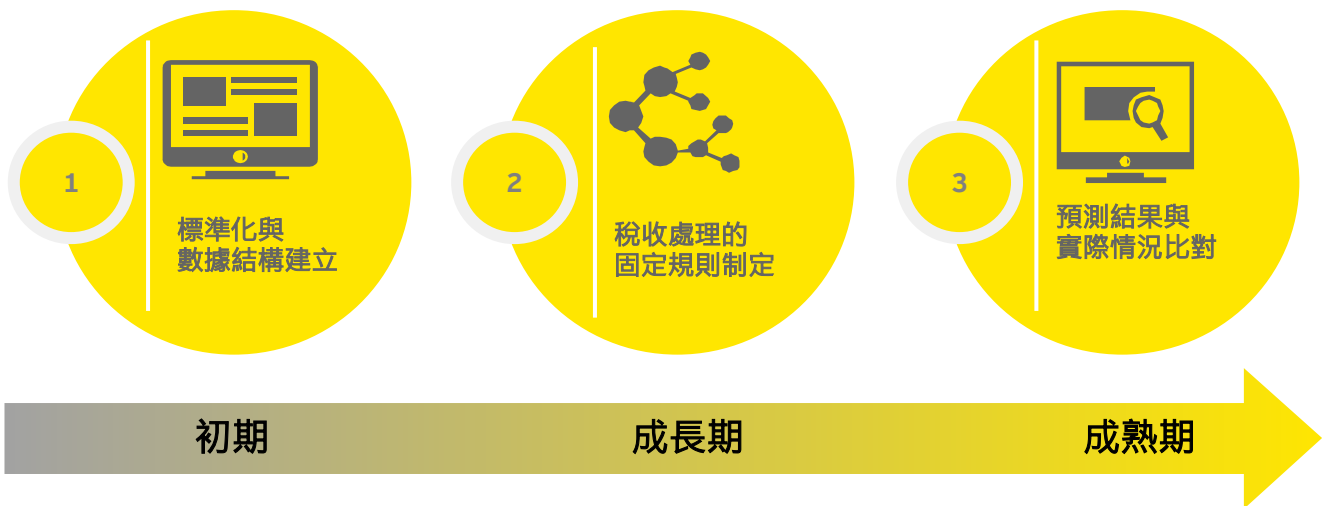 1
標準化與
數據結構建立
2
稅收處理的
固定規則制定
3
預測結果與
實際情況比對
初期
成長期
成熟期